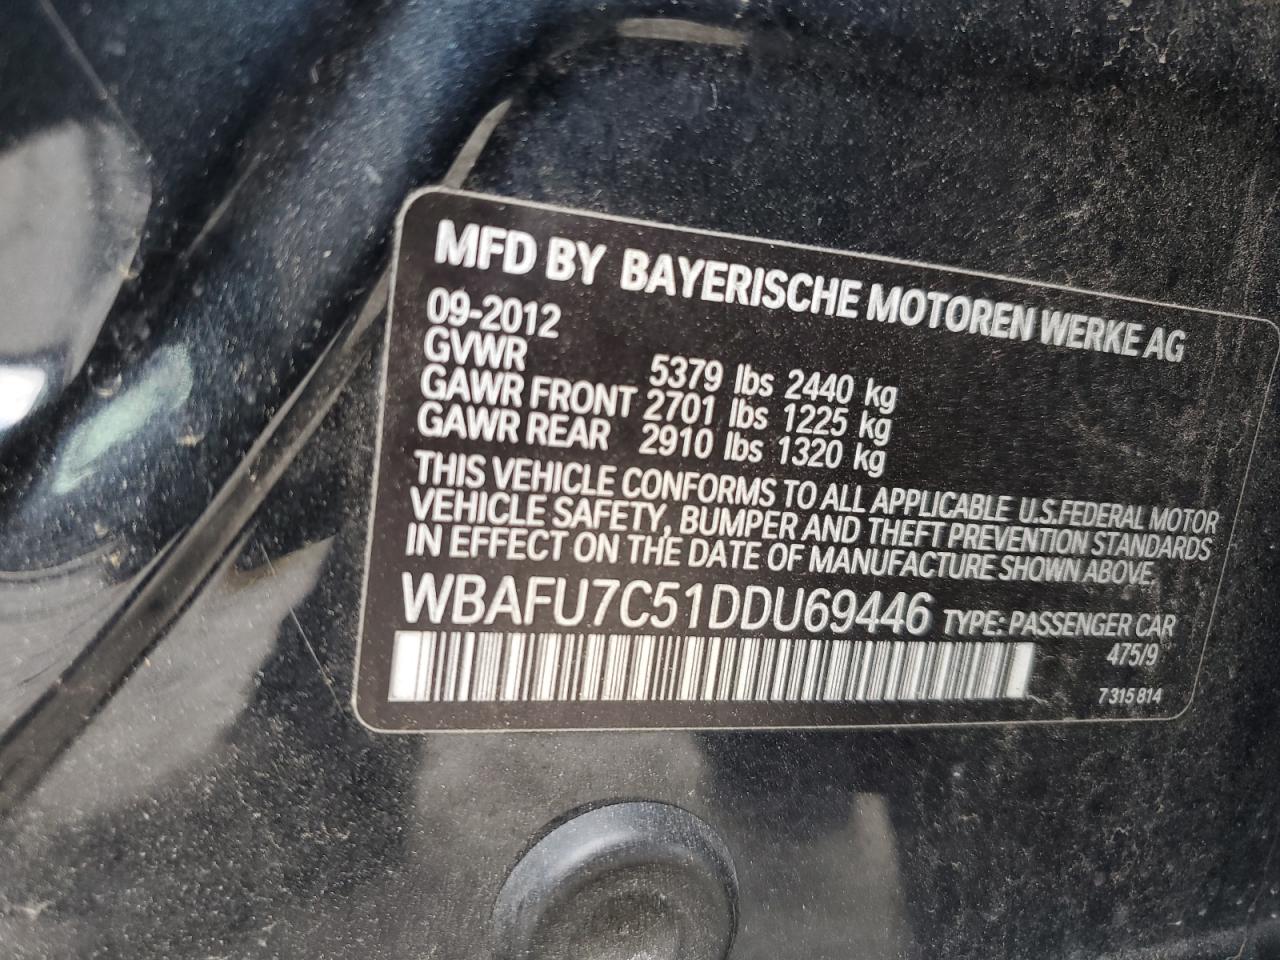 MFD BY BAYERISCHE MOTOREN WERKE AG
09-2012
GVWR 5379 lbs 2440 kg
GAWR FRONT 2701 lbs 1225 kg
GAWR REAR 2910 lbs 1320 kg
THIS VEHICLE CONFORMS TO ALL APPLICABLE U.S.FEDERAL MOTOR
VEHICLE SAFETY, BUMPER AND THEFT PREVENTION STANDARDS
IN EFFECT ON THE DATE OF MANUFACTURE SHOWN ABOVE.
WBAFU7C51DDU69446 TYPE: PASSENGER CAR
475/9
7 315 814